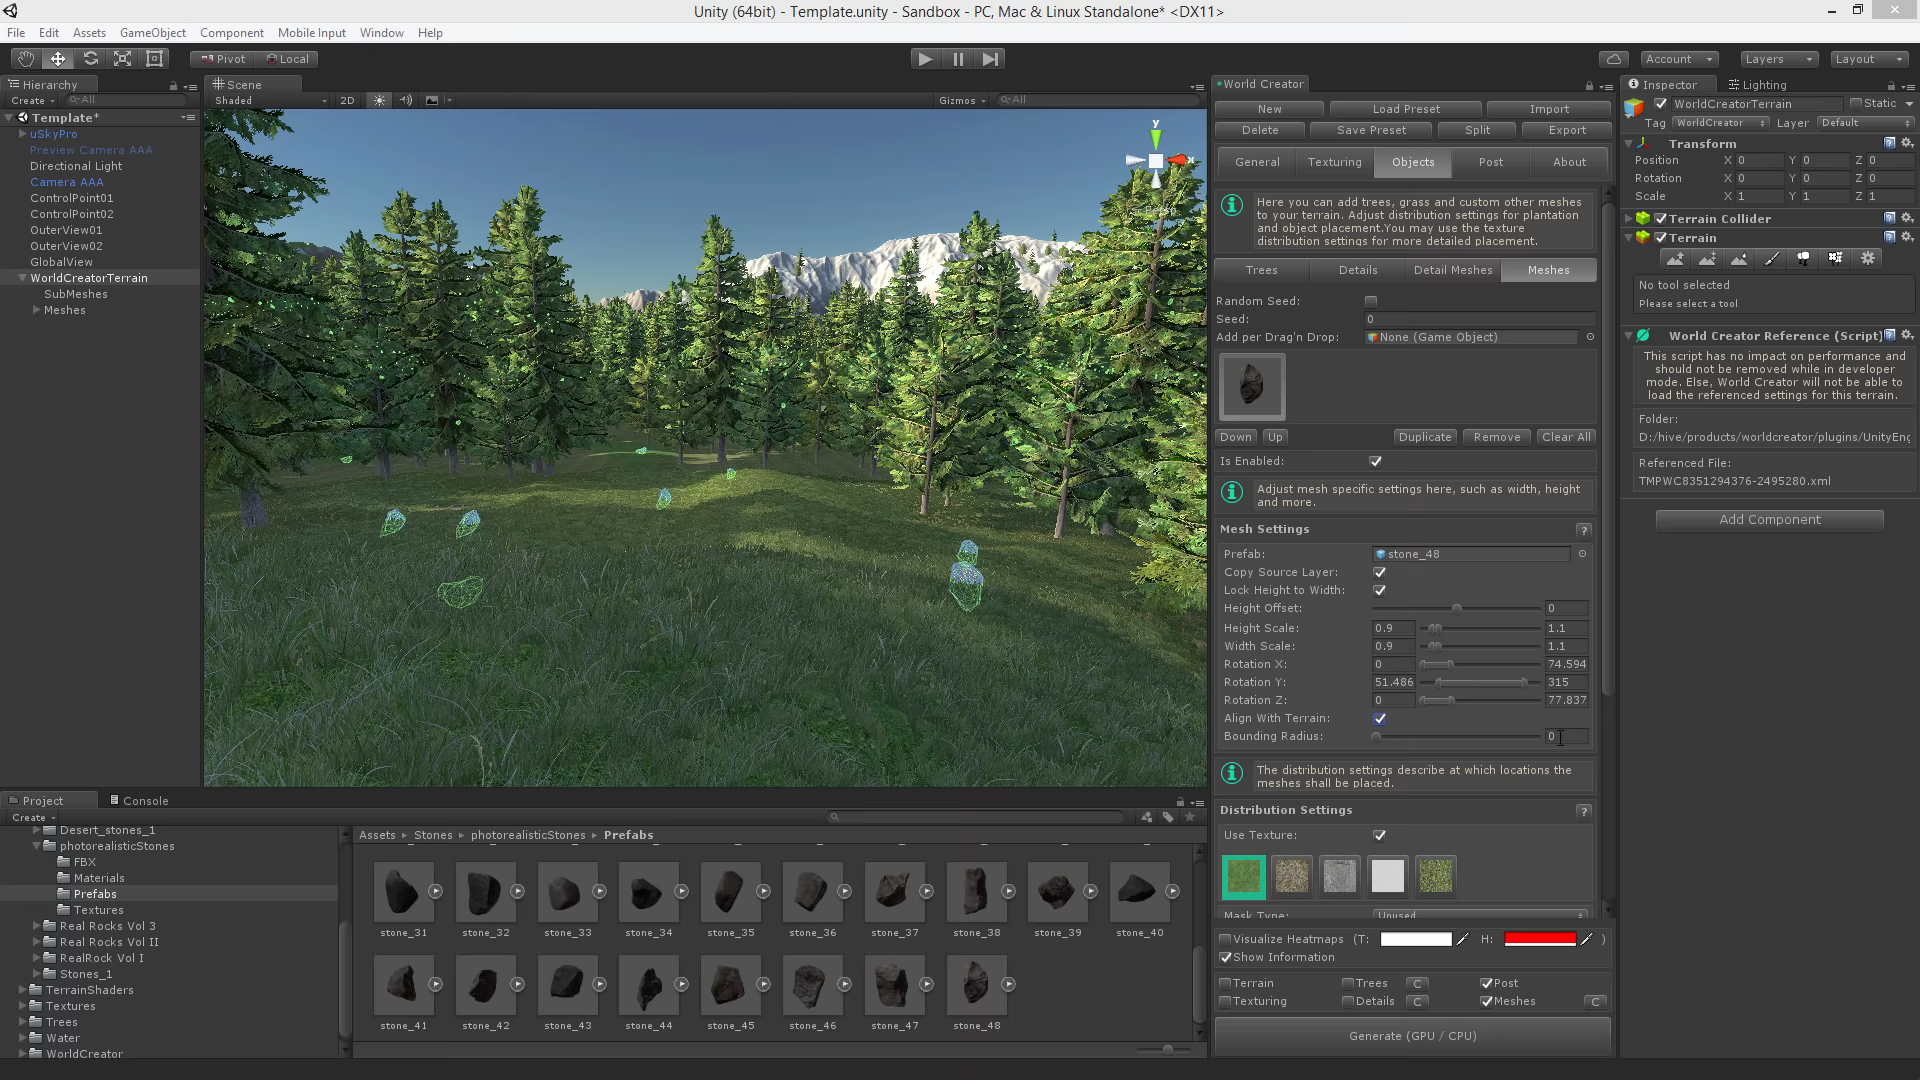 Unity (64bit) - Template.unity - Sandbox - PC, Mac & Linux Standalone* <DX11>
File Edit Assets GameObject Component Mobile Input Window Help
Pivot Local Account Layers Layout
Hierarchy
Create All
Template*
uSkyPro
Preview Camera AAA
Directional Light
Camera AAA
ControlPoint01
ControlPoint02
OuterView01
OuterView02
GlobalView
WorldCreatorTerrain
SubMeshes
Meshes
Scene
Shaded 2D Gizmos All
y
x
World Creator
New Load Preset Import
Delete Save Preset Split Export
General Texturing Objects Post About
Here you can add trees, grass and custom other meshes
to your terrain. Adjust distribution settings for plantation
and object placement.You may use the texture
distribution settings for more detailed placement.
Trees Details Detail Meshes Meshes
Random Seed:
Seed: 0
Add per Drag'n Drop: None (Game Object)
Down Up Duplicate Remove Clear All
Is Enabled:
Adjust mesh specific settings here, such as width, height
and more.
Mesh Settings ?
Prefab: stone_48
Copy Source Layer:
Lock Height to Width:
Height Offset: 0
Height Scale: 0.9 1.1
Width Scale: 0.9 1.1
Rotation X: 0 74.594
Rotation Y: 51.486 315
Rotation Z: 0 77.837
Align With Terrain:
Bounding Radius: 0
The distribution settings describe at which locations the
meshes shall be placed.
Distribution Settings ?
Use Texture:
Mask Type: Unused
Visualize Heatmaps (T: H: )
Show Information
Terrain Trees C Post
Texturing Details C Meshes C
Generate (GPU / CPU)
Inspector Lighting
WorldCreatorTerrain Static
Tag WorldCreator Layer Default
Transform
Position X 0 Y 0 Z 0
Rotation X 0 Y 0 Z 0
Scale X 1 Y 1 Z 1
Terrain Collider
Terrain
No tool selected
Please select a tool
World Creator Reference (Script)
This script has no impact on performance and
should not be removed while in developer
mode. Else, World Creator will not be able to
load the referenced settings for this terrain.
Folder:
D:/hive/products/worldcreator/plugins/UnityEng
Referenced File:
TMPWC8351294376-2495280.xml
Add Component
Project Console
Create
Desert_stones_1
photorealisticStones
FBX
Materials
Prefabs
Textures
Real Rocks Vol 3
Real Rocks Vol II
RealRock Vol I
Stones_1
TerrainShaders
Textures
Trees
Water
WorldCreator
Assets Stones photorealisticStones Prefabs
stone_31 stone_32 stone_33 stone_34 stone_35 stone_36 stone_37 stone_38 stone_39 stone_40
stone_41 stone_42 stone_43 stone_44 stone_45 stone_46 stone_47 stone_48